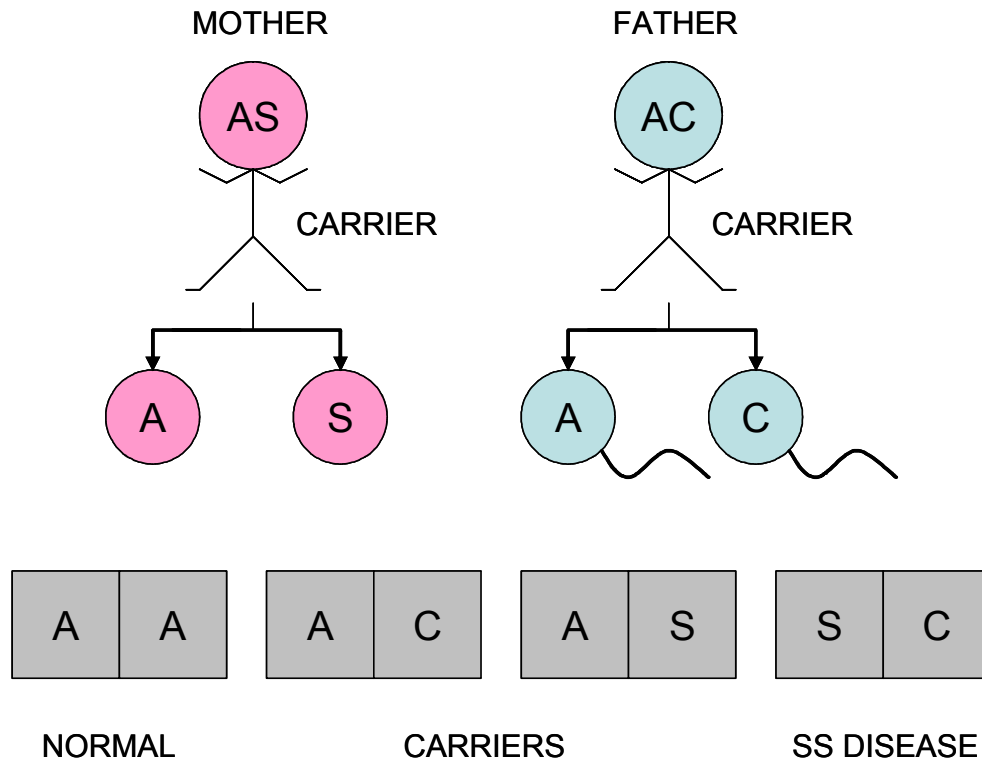 MOTHER FATHER
AS AC
CARRIER CARRIER
A S A C
A A A C A S S C
NORMAL CARRIERS SS DISEASE